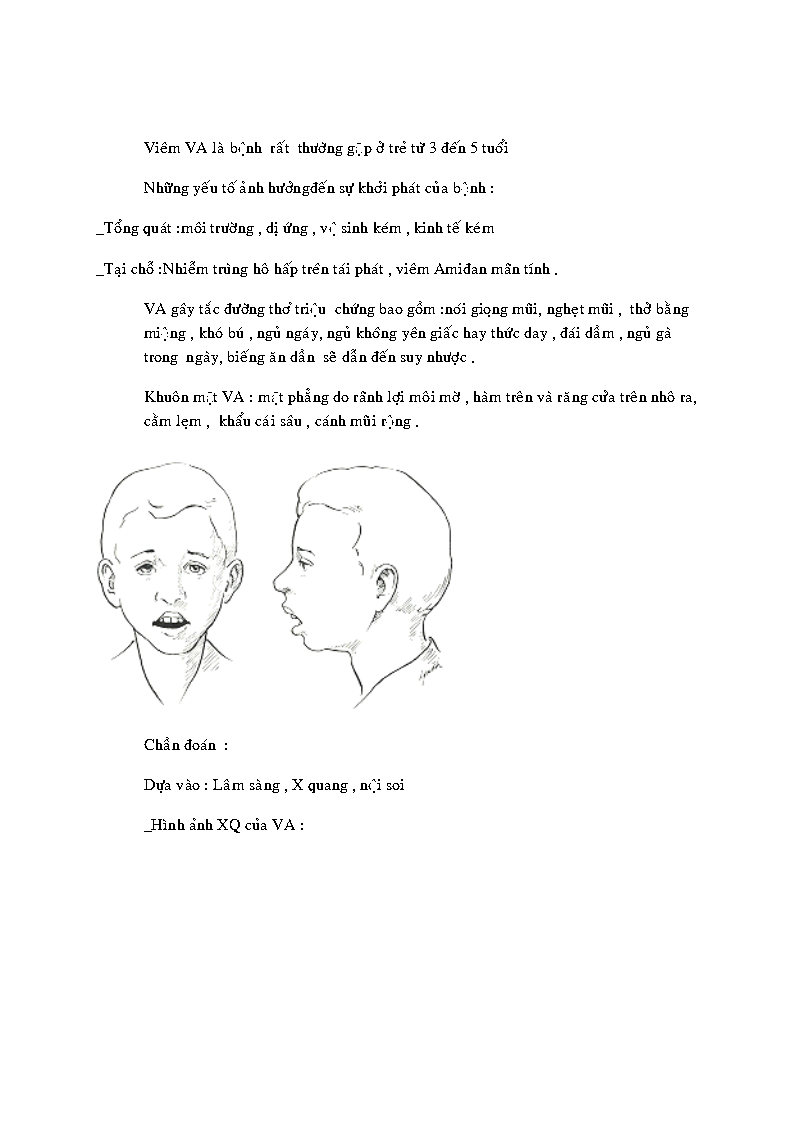 Viêm VA là bệnh rất thường gặp ở trẻ từ 3 đến 5 tuổi
Những yếu tố ảnh hưởngđến sự khởi phát của bệnh :
_Tổng quát :môi trường , dị ứng , vệ sinh kém , kinh tế kém
_Tại chỗ :Nhiễm trùng hô hấp trên tái phát , viêm Amiđan mãn tính .
VA gây tắc đường thơ triệu chứng bao gồm :nói giọng mũi, nghẹt mũi , thở bằng
miệng , khó bú , ngủ ngáy, ngủ không yên giấc hay thức day , đái dầm , ngủ gà
trong ngày, biếng ăn dần sẽ dẫn đến suy nhược .
Khuôn mặt VA : mặt phẳng do rãnh lợi môi mờ , hàm trên và răng cửa trên nhô ra,
cằm lẹm , khẩu cái sâu , cánh mũi rộng .
Chẩn đoán :
Dựa vào : Lâm sàng , X quang , nội soi
_Hình ảnh XQ của VA :